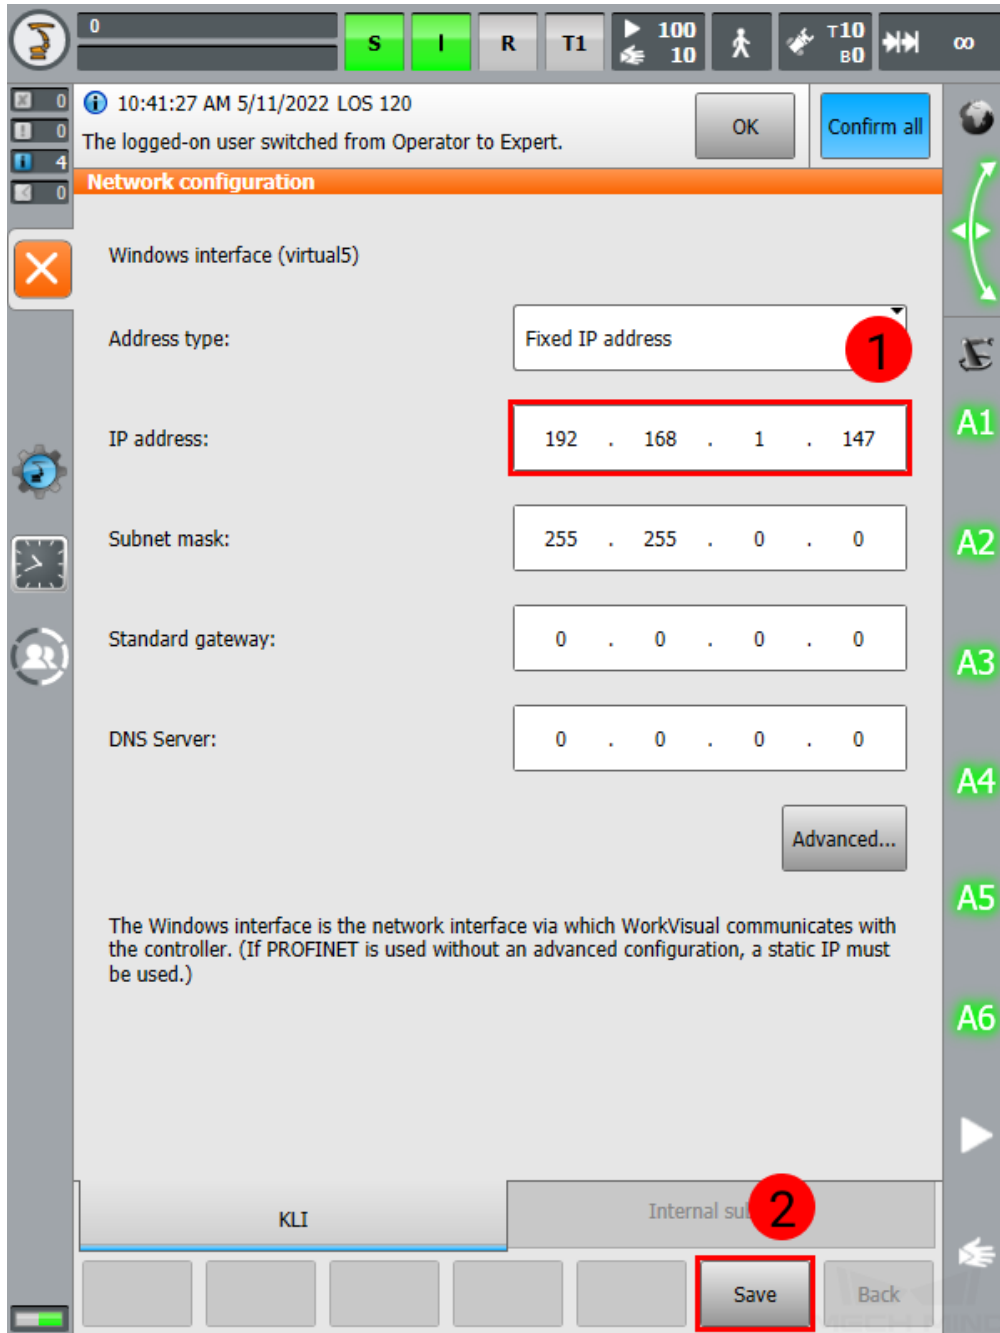 0
S I R T1 100 10 T10 B0 ∞
0 10:41:27 AM 5/11/2022 LOS 120
0 The logged-on user switched from Operator to Expert.
OK Confirm all
4
0 Network configuration
Windows interface (virtual5)
Address type: Fixed IP address 1
IP address: 192 . 168 . 1 . 147
A1
Subnet mask: 255 . 255 . 0 . 0
A2
Standard gateway: 0 . 0 . 0 . 0
A3
DNS Server: 0 . 0 . 0 . 0
A4
Advanced...
A5
The Windows interface is the network interface via which WorkVisual communicates with
the controller. (If PROFINET is used without an advanced configuration, a static IP must
be used.)
A6
KLI Internal 2
Save Back
MECH MIND